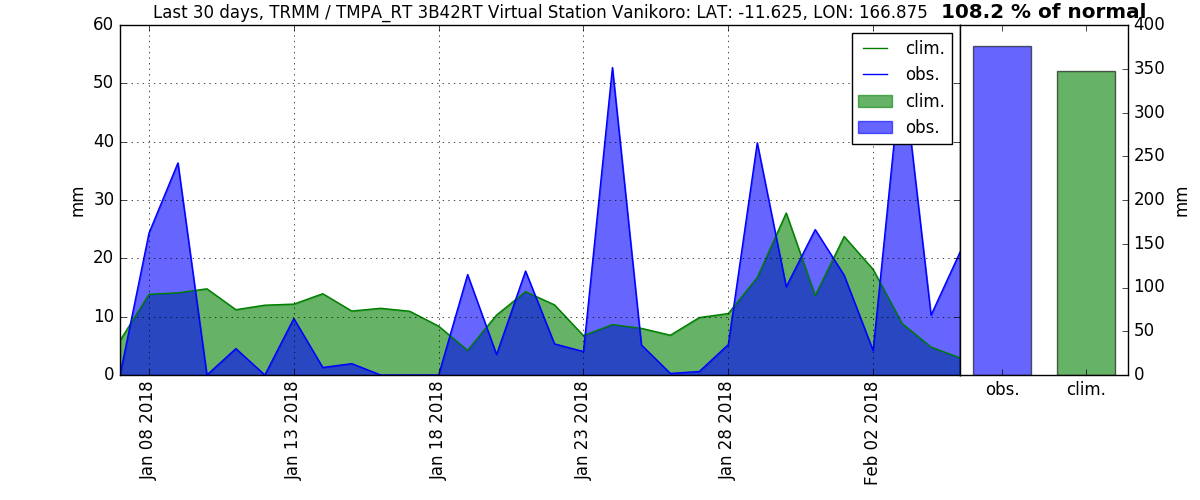 Last 30 days, TRMM / TMPA_RT 3B42RT Virtual Station Vanikoro: LAT: -11.625, LON: 166.875 108.2 % of normal
60
50
40
30
20
10
0
mm
clim.
obs.
clim.
obs.
Jan 08 2018
Jan 13 2018
Jan 18 2018
Jan 23 2018
Jan 28 2018
Feb 02 2018
400
350
300
250
200
150
100
50
0
mm
obs.
clim.